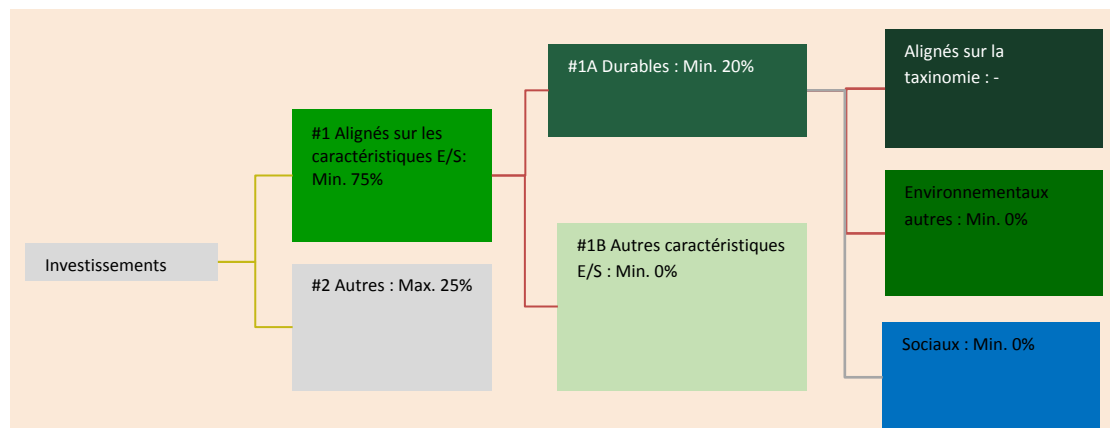 Investissements
#1 Alignés sur les
caractéristiques E/S:
Min. 75%
#2 Autres : Max. 25%
#1A Durables : Min. 20%
#1B Autres caractéristiques
E/S : Min. 0%
Alignés sur la
taxinomie : -
Environnementaux
autres : Min. 0%
Sociaux : Min. 0%